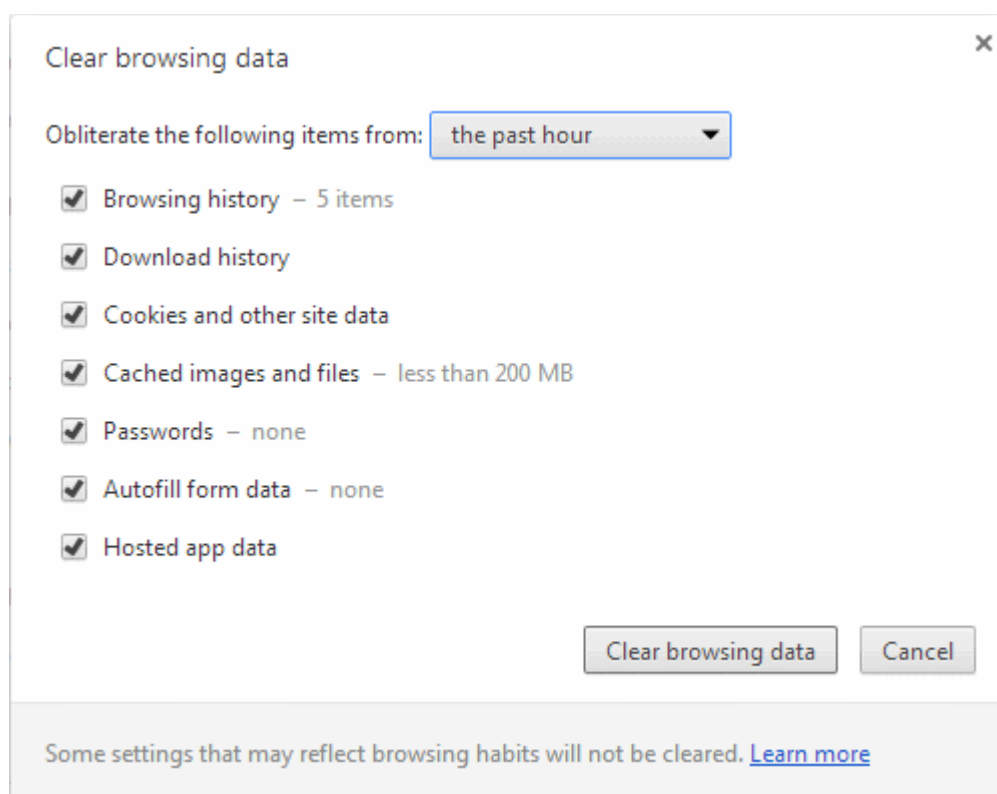 Clear browsing data
Obliterate the following items from: the past hour
Browsing history – 5 items
Download history
Cookies and other site data
Cached images and files – less than 200 MB
Passwords – none
Autofill form data – none
Hosted app data
Clear browsing data Cancel
Some settings that may reflect browsing habits will not be cleared. Learn more